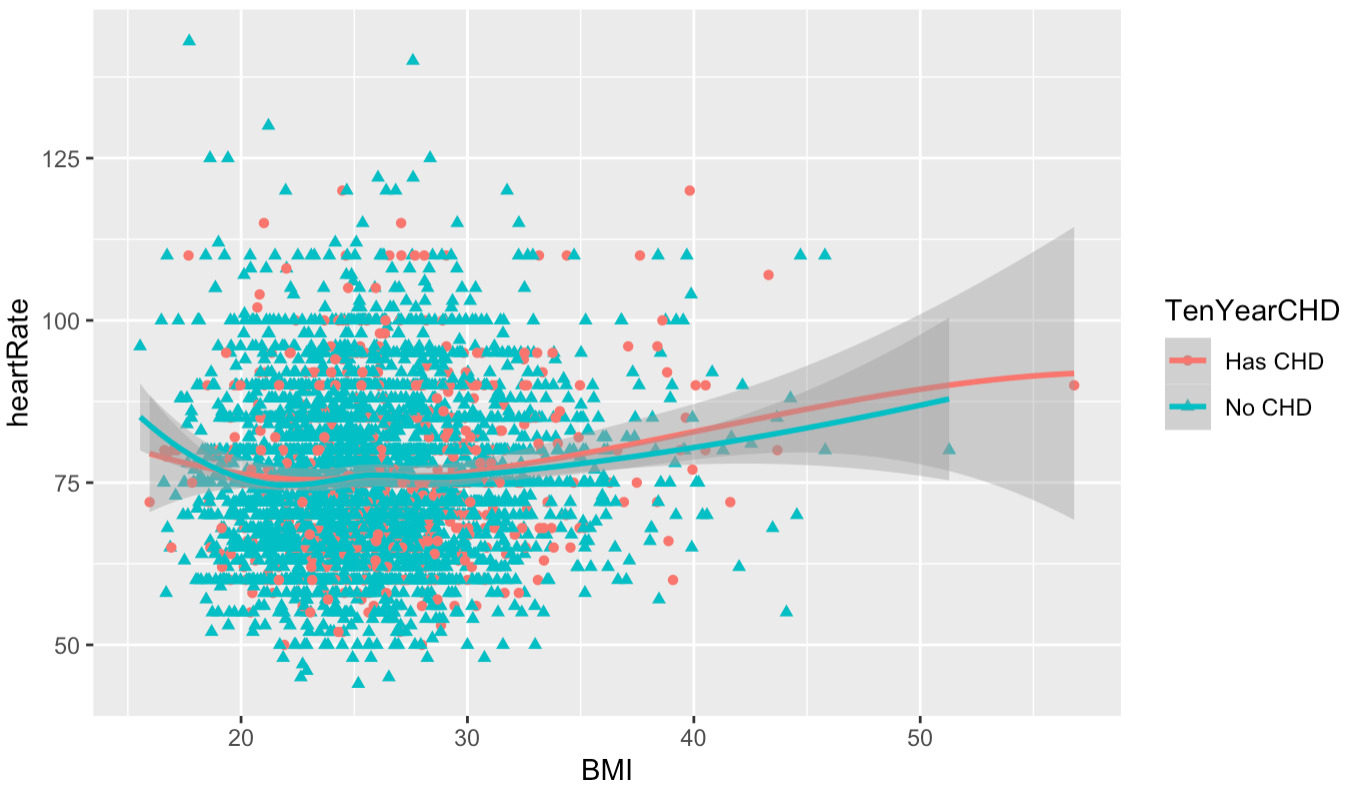 heartRate
125
100
75
50
20 30 40 50
BMI
TenYearCHD
Has CHD
No CHD